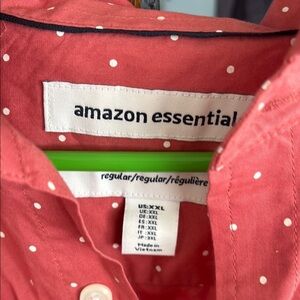 amazon essential
regular/regular/régulière
US:XXL
UK:XXL
DE:XXL
ES:XXL
FR:XXL
IT :XXL
JP:XXL
Made in
Vietnam